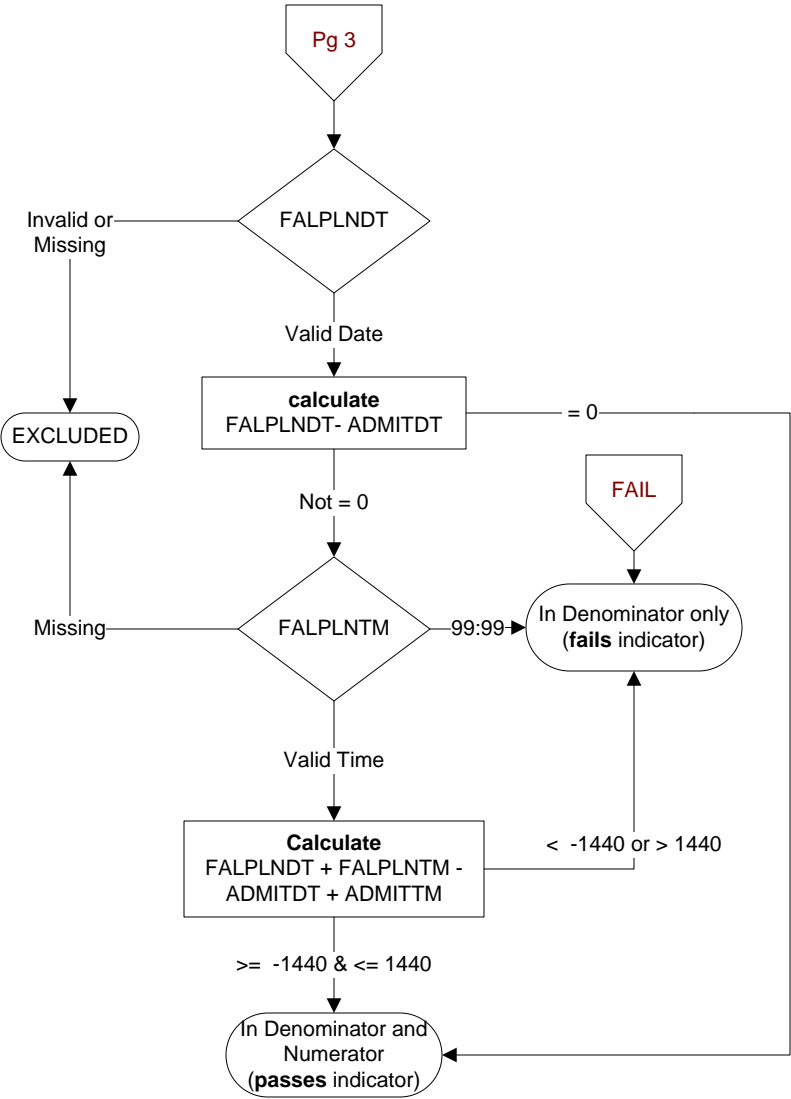 Pg 3
FALPLNDT
Invalid or
Missing
Valid Date
calculate
FALPLNDT- ADMITDT
= 0
EXCLUDED
Not = 0
FAIL
Missing
FALPLNTM
99:99
In Denominator only
(fails indicator)
Valid Time
Calculate
FALPLNDT + FALPLNTM -
ADMITDT + ADMITTM
< -1440 or > 1440
>= -1440 & <= 1440
In Denominator and
Numerator
(passes indicator)